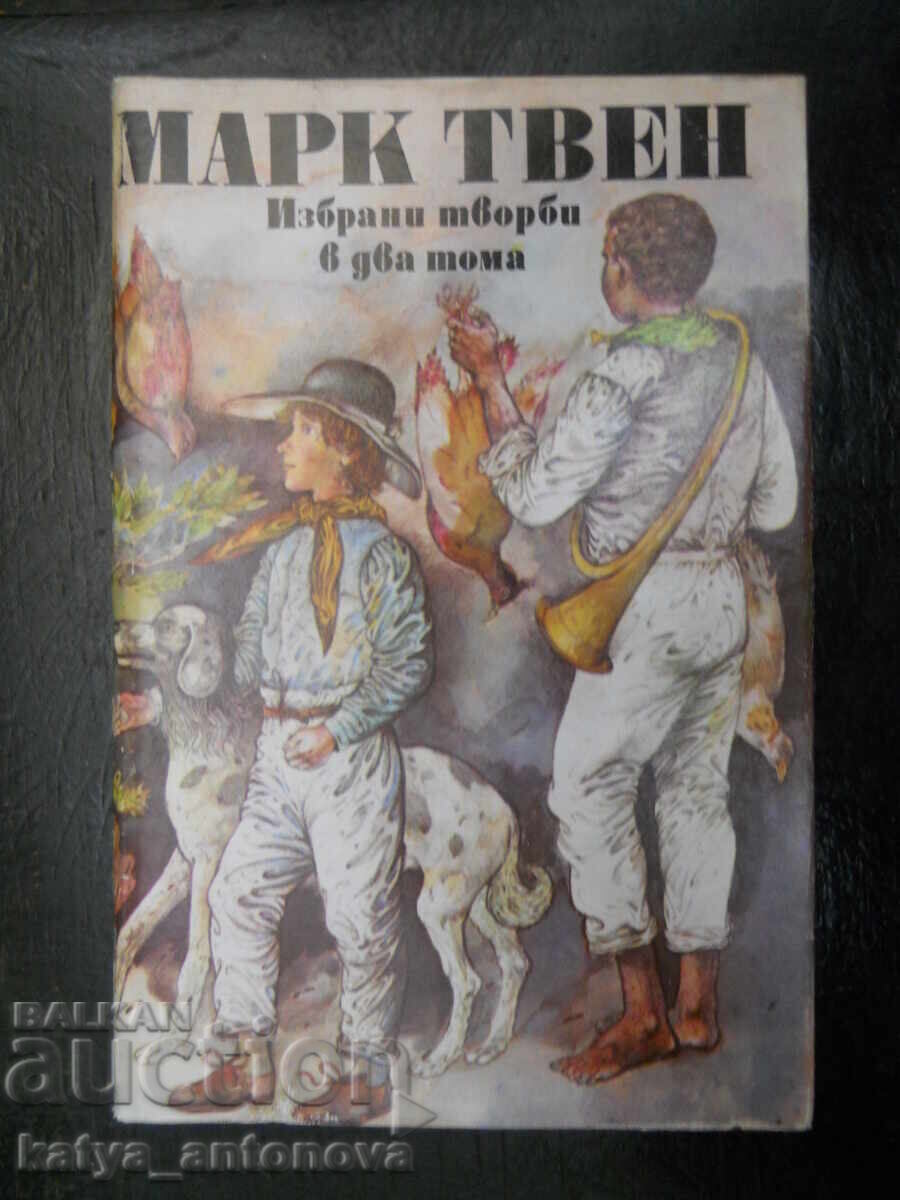 МАРК ТВЕН
Избрани творби
в два тома
BALKAN
auction
katya_antonova